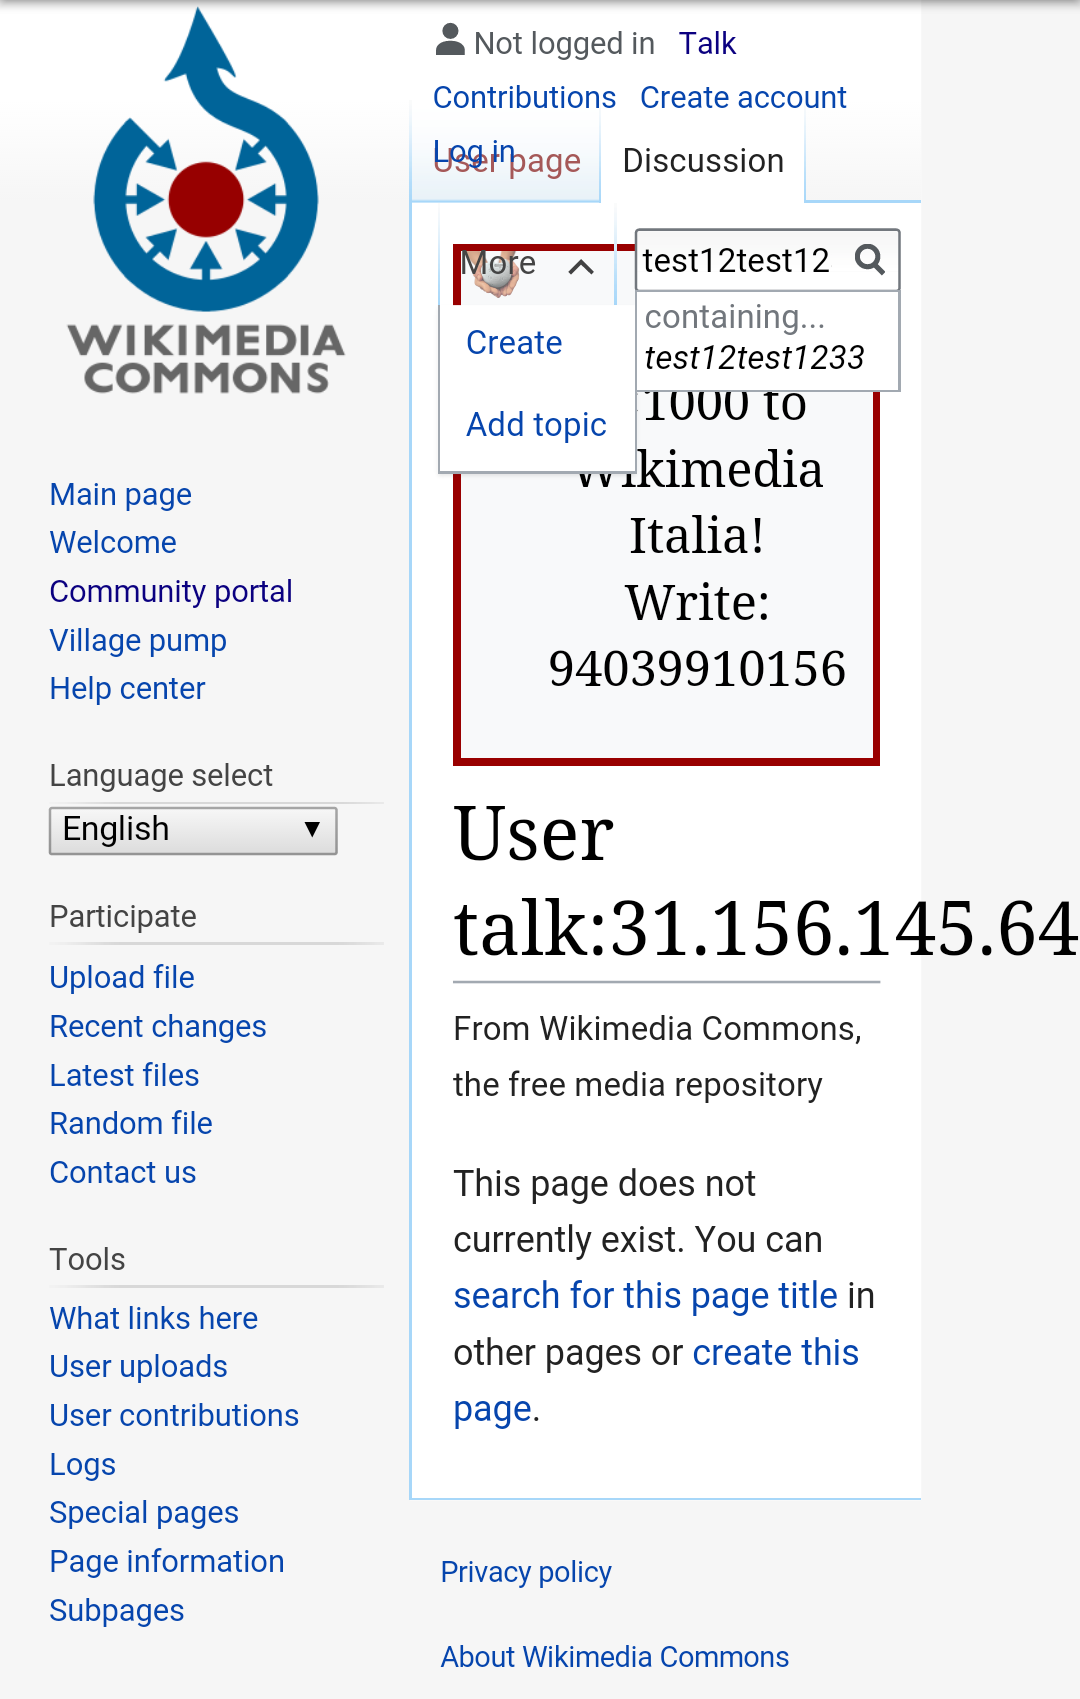 WIKIMEDIA
COMMONS
Main page
Welcome
Community portal
Village pump
Help center
Language select
English
Participate
Upload file
Recent changes
Latest files
Random file
Contact us
Tools
What links here
User uploads
User contributions
Logs
Special pages
Page information
Subpages
Not logged in Talk
Contributions Create account
Log in
User page Discussion
More
test12test12
containing...
test12test1233
Create
Add topic
1000 to
Wikimedia
Italia!
Write:
94039910156
User
talk:31.156.145.64
From Wikimedia Commons,
the free media repository
This page does not
currently exist. You can
search for this page title in
other pages or create this
page.
Privacy policy
About Wikimedia Commons